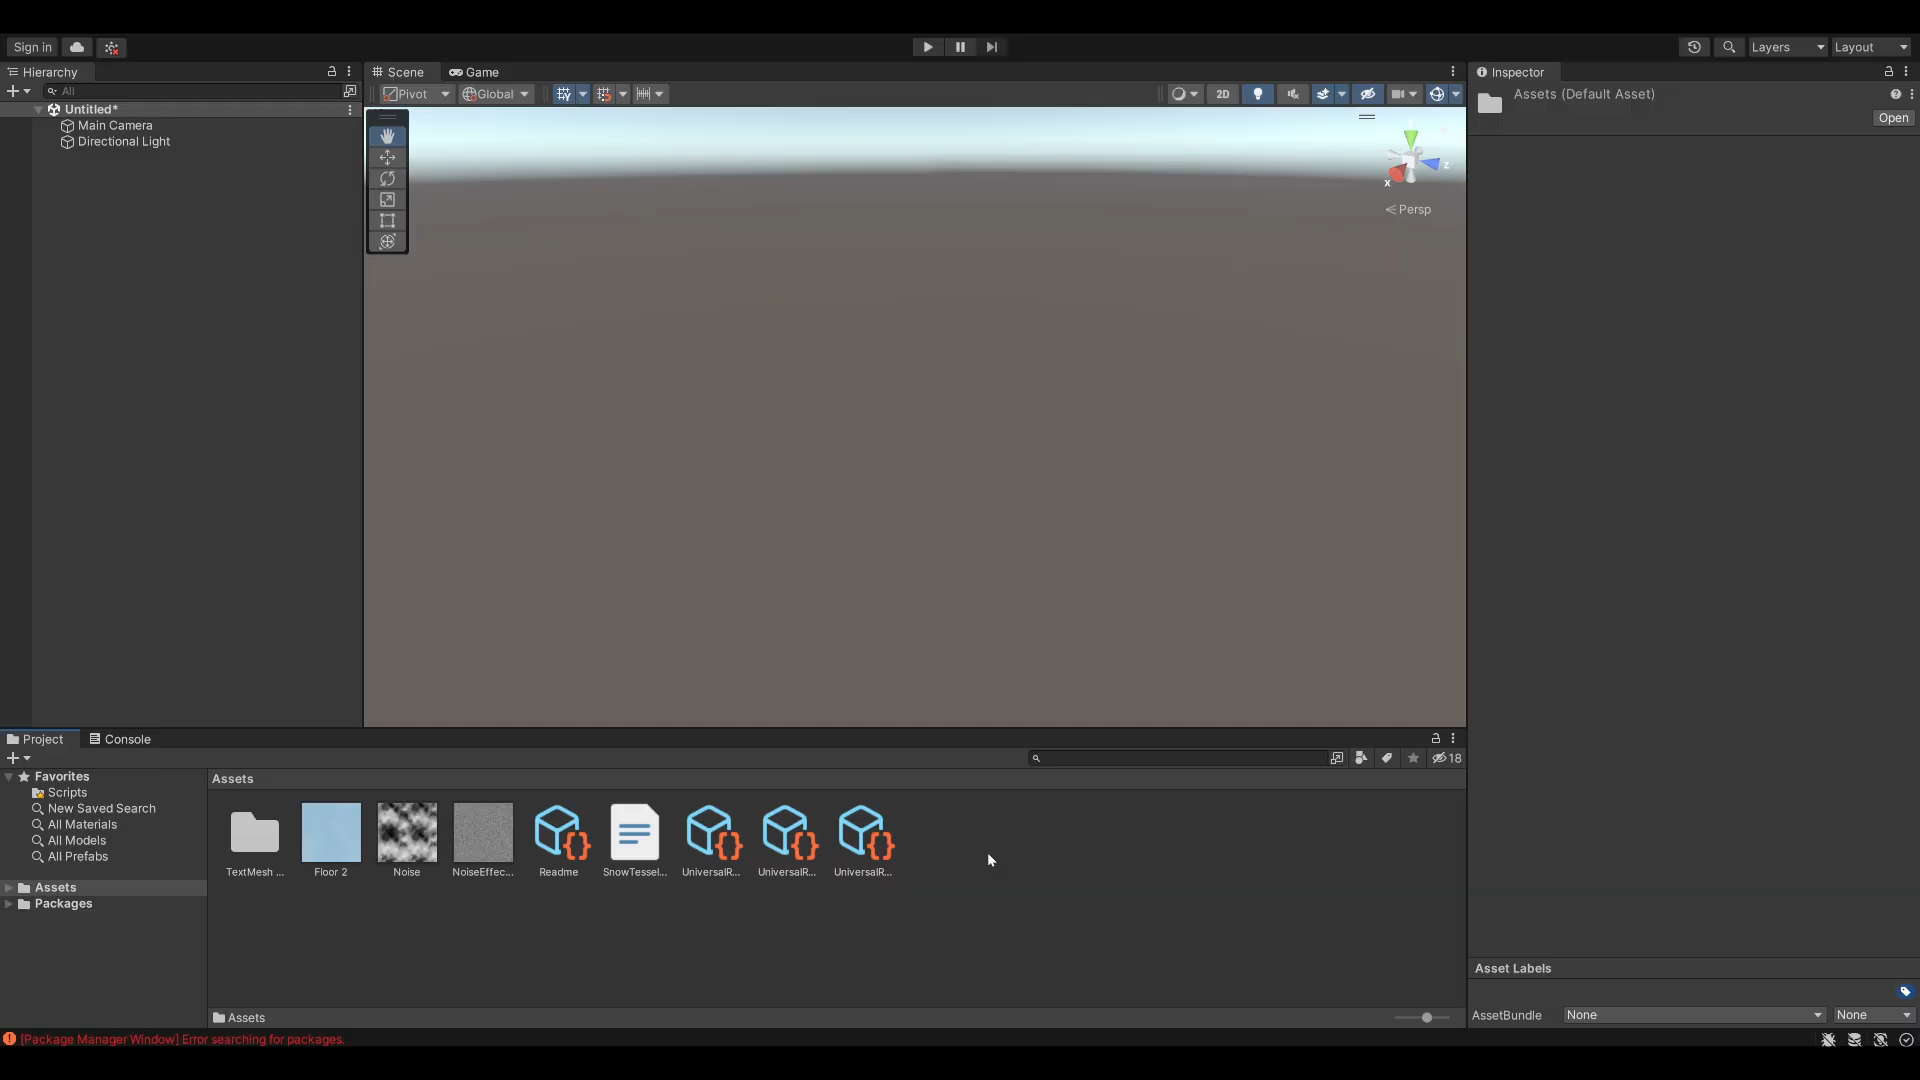 Sign in
Layers
Layout
Hierarchy
All
Untitled*
Main Camera
Directional Light
Scene
Game
Pivot
Global
2D
x
z
Persp
Inspector
Assets (Default Asset)
Open
Project
Console
18
Favorites
Scripts
New Saved Search
All Materials
All Models
All Prefabs
Assets
Packages
Assets
TextMesh ...
Floor 2
Noise
NoiseEffec...
Readme
SnowTessel...
UniversalR...
UniversalR...
UniversalR...
Assets
Asset Labels
AssetBundle
None
None
[Package Manager Window] Error searching for packages.